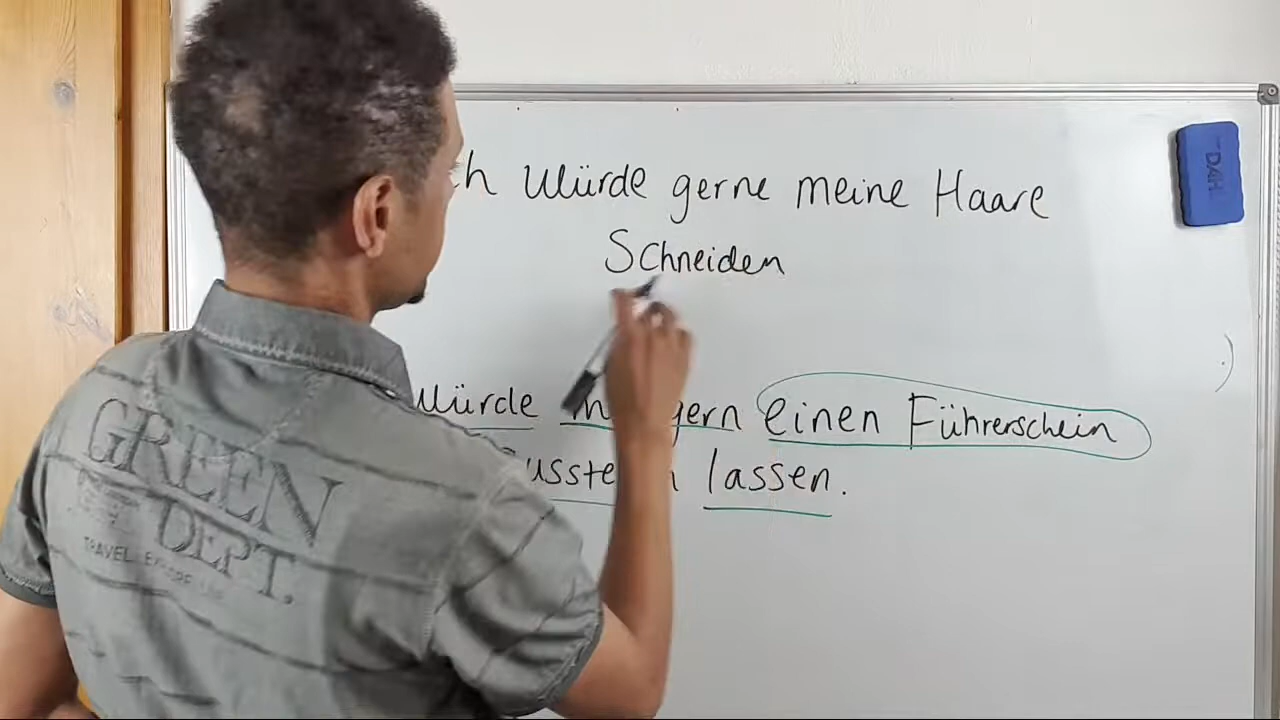 h würde gerne meine Haare
Schneiden
würde gern einen Führerschein
lassen.
:)
GREEN
DEPT.
TRAVEL